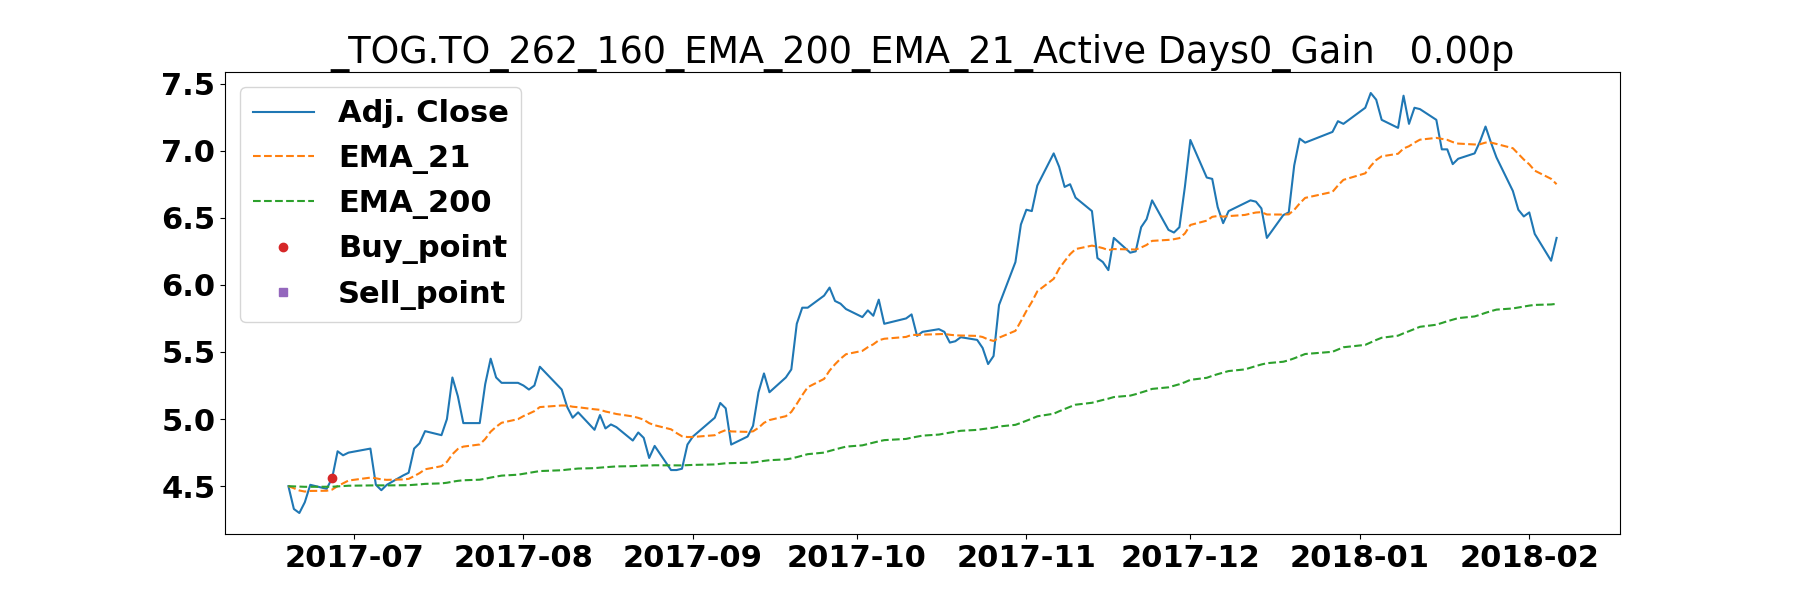 _TOG.TO_262_160_EMA_200_EMA_21_Active Days0_Gain   0.00p
7.5
7.0
6.5
6.0
5.5
5.0
4.5
Adj. Close
EMA_21
EMA_200
Buy_point
Sell_point
2017-07 2017-08 2017-09 2017-10 2017-11 2017-12 2018-01 2018-02